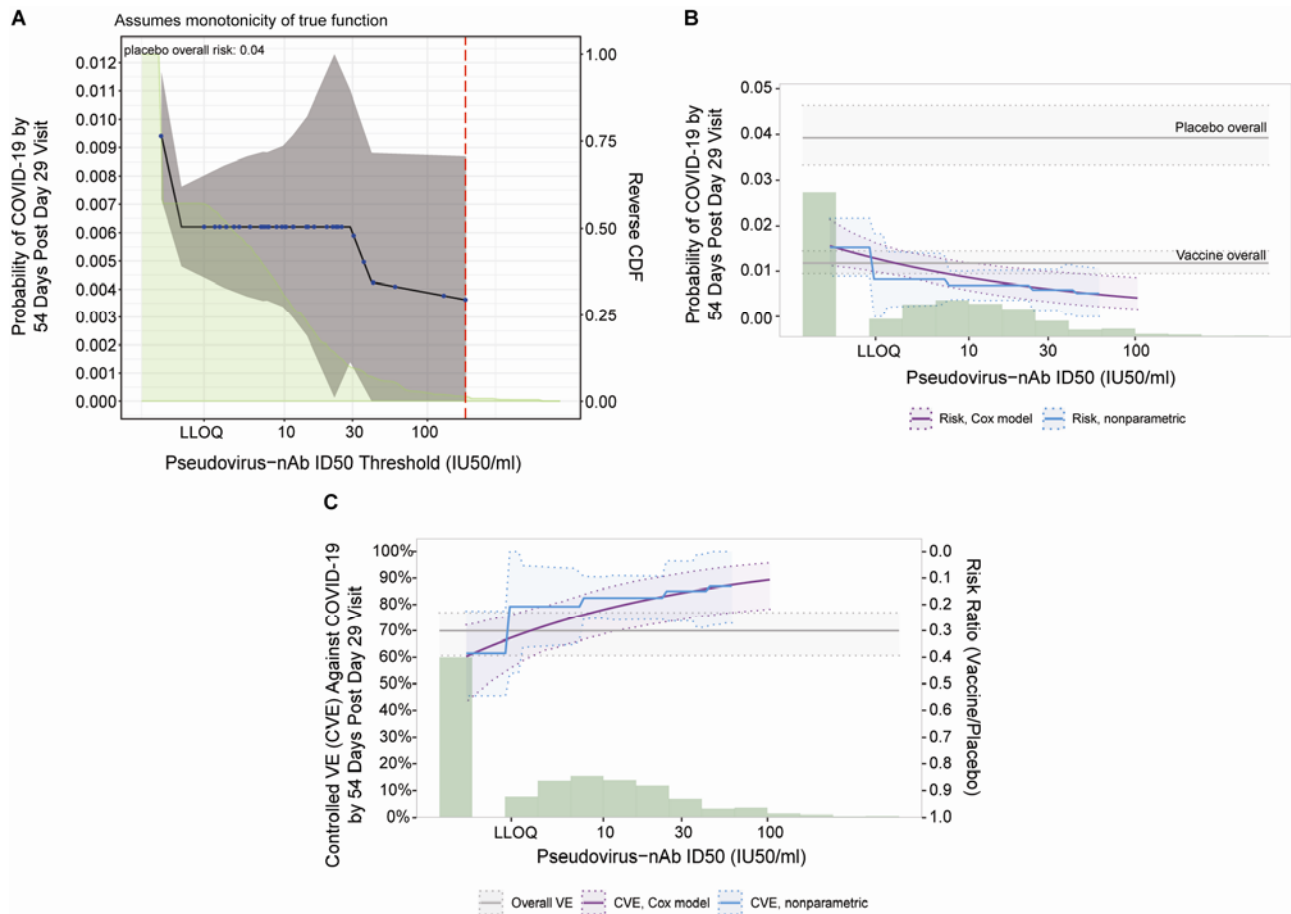 A
Assumes monotonicity of true function
placebo overall risk: 0.04
0.012
0.011
0.010
0.009
0.008
0.007
0.006
0.005
0.004
0.003
0.002
0.001
0.000
1.00
0.75
0.50
0.25
0.00
Probability of COVID-19 by
54 Days Post Day 29 Visit
Reverse CDF
LLOQ 10 30 100
Pseudovirus−nAb ID50 Threshold (IU50/ml)
B
0.05
0.04
0.03
0.02
0.01
0.00
Probability of COVID-19 by
54 Days Post Day 29 Visit
Placebo overall
Vaccine overall
LLOQ 10 30 100
Pseudovirus−nAb ID50 (IU50/ml)
Risk, Cox model Risk, nonparametric
C
100%
90%
80%
70%
60%
50%
40%
30%
20%
10%
0%
0.0
0.1
0.2
0.3
0.4
0.5
0.6
0.7
0.8
0.9
1.0
Controlled VE (CVE) Against COVID-19
by 54 Days Post Day 29 Visit
Risk Ratio (Vaccine/Placebo)
LLOQ 10 30 100
Pseudovirus−nAb ID50 (IU50/ml)
Overall VE CVE, Cox model CVE, nonparametric